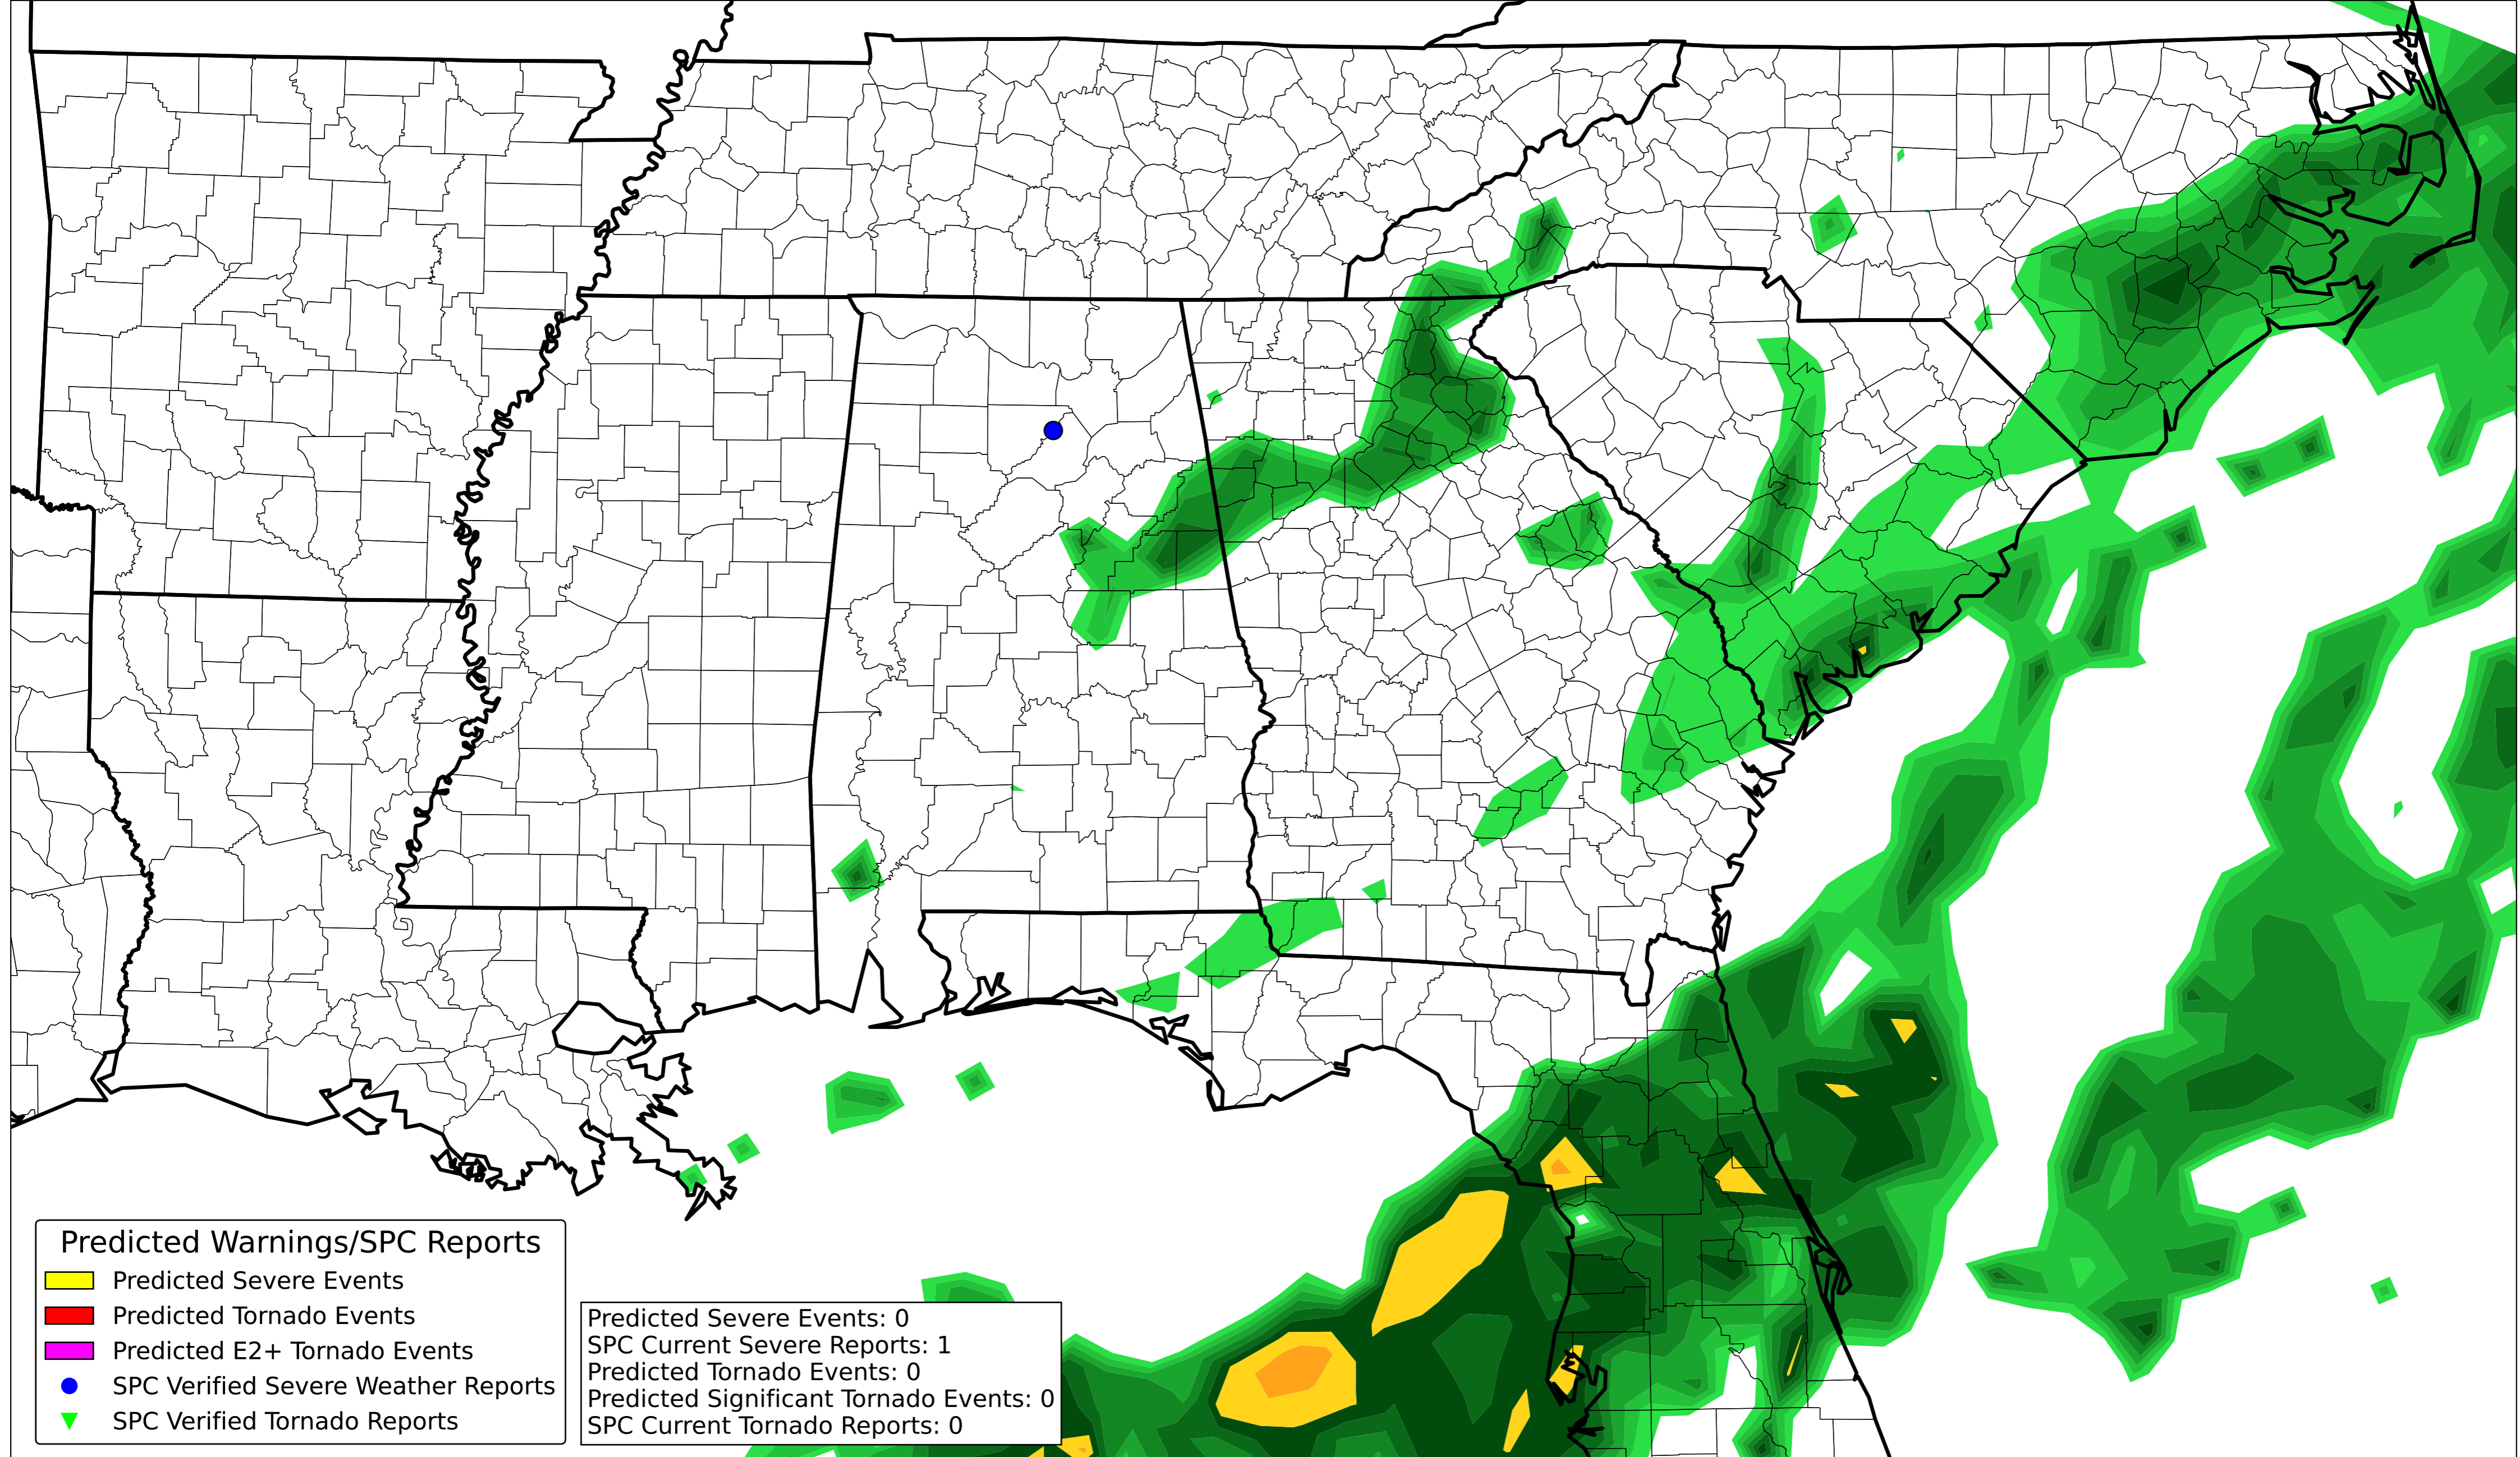 Predicted Warnings/SPC Reports
Predicted Severe Events
Predicted Tornado Events
Predicted E2+ Tornado Events
SPC Verified Severe Weather Reports
SPC Verified Tornado Reports
Predicted Severe Events: 0
SPC Current Severe Reports: 1
Predicted Tornado Events: 0
Predicted Significant Tornado Events: 0
SPC Current Tornado Reports: 0